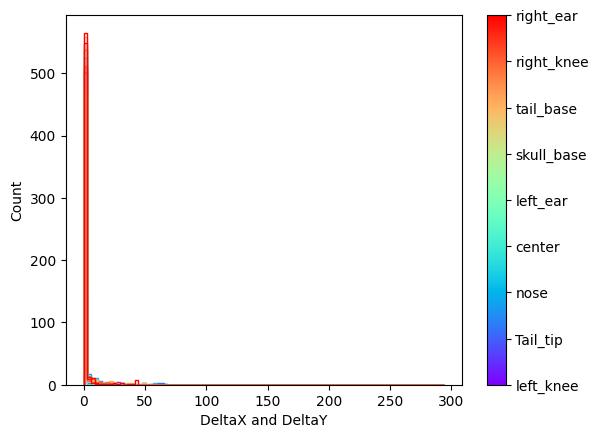 500
400
300
200
100
0
Count
0 50 100 150 200 250 300
DeltaX and DeltaY
right_ear
right_knee
tail_base
skull_base
left_ear
center
nose
Tail_tip
left_knee